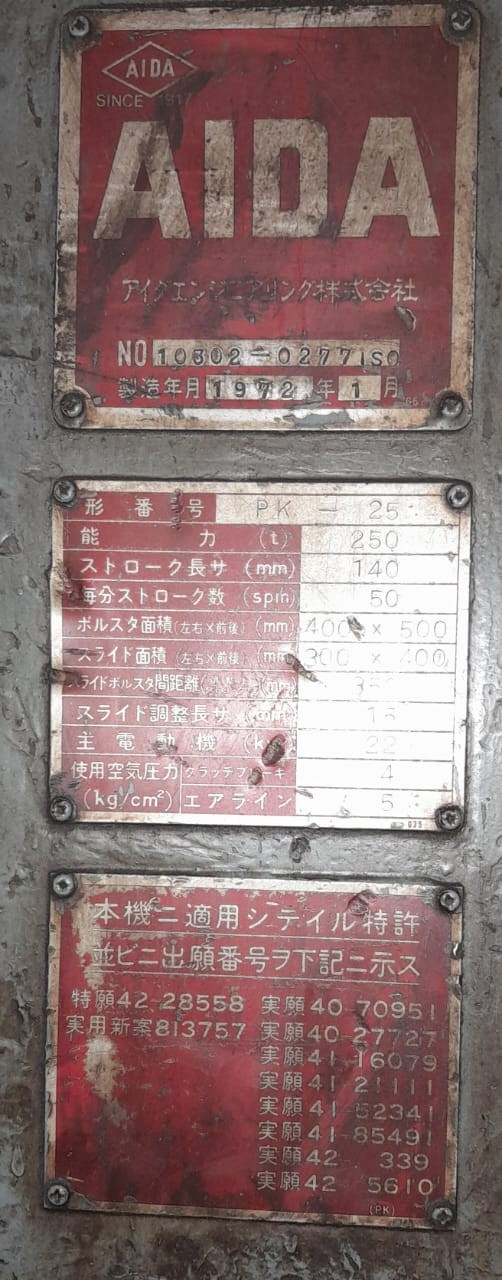 AIDA
SINCE 1917
AIDA
アイダエンジニアリング株式会社
NO 10302-02771SO
製造年月 1972 年 1 月
形番号 PK - 25
能力 (t) 250
ストローク長サ (mm) 140
毎分ストローク数 (spm) 50
ボルスタ面積 (左右×前後) (mm) 400 × 500
スライド面積 (左右×前後) (mm) 300 × 400
スライドボルスタ間距離 (mm)
スライド調整長サ (mm) 15
主電動機 22
使用空気圧力 クラッチブレーキ 4
(kg/cm²) エアライン 5
本機ニ適用シテイル特許
並ビニ出願番号ヲ下記ニ示ス
特願42-28558 実願40-70951
実用新案813757 実願40-27727
実願41-16079
実願41-21111
実願41-52341
実願41-85491
実願42- 339
実願42- 5610
(PK)